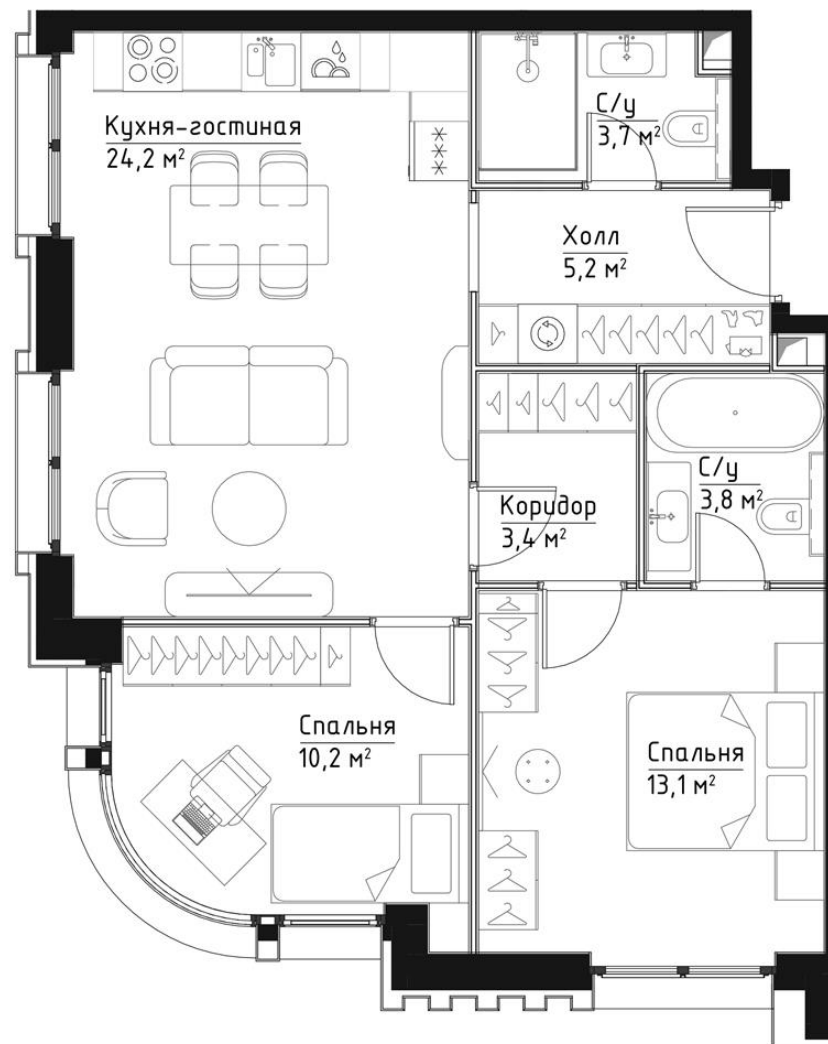 Кухня-гостиная
24,2 м²
С/у
3,7 м²
Холл
5,2 м²
С/у
3,8 м²
Коридор
3,4 м²
Спальня
10,2 м²
Спальня
13,1 м²